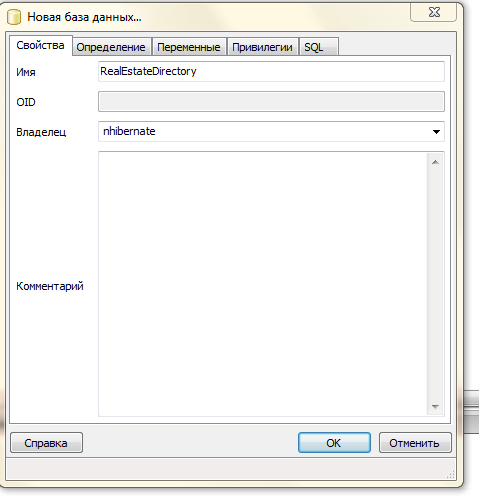 Новая база данных...
Свойства Определение Переменные Привилегии SQL
Имя RealEstateDirectory
OID
Владелец nhibernate
Комментарий
Справка OK Отменить